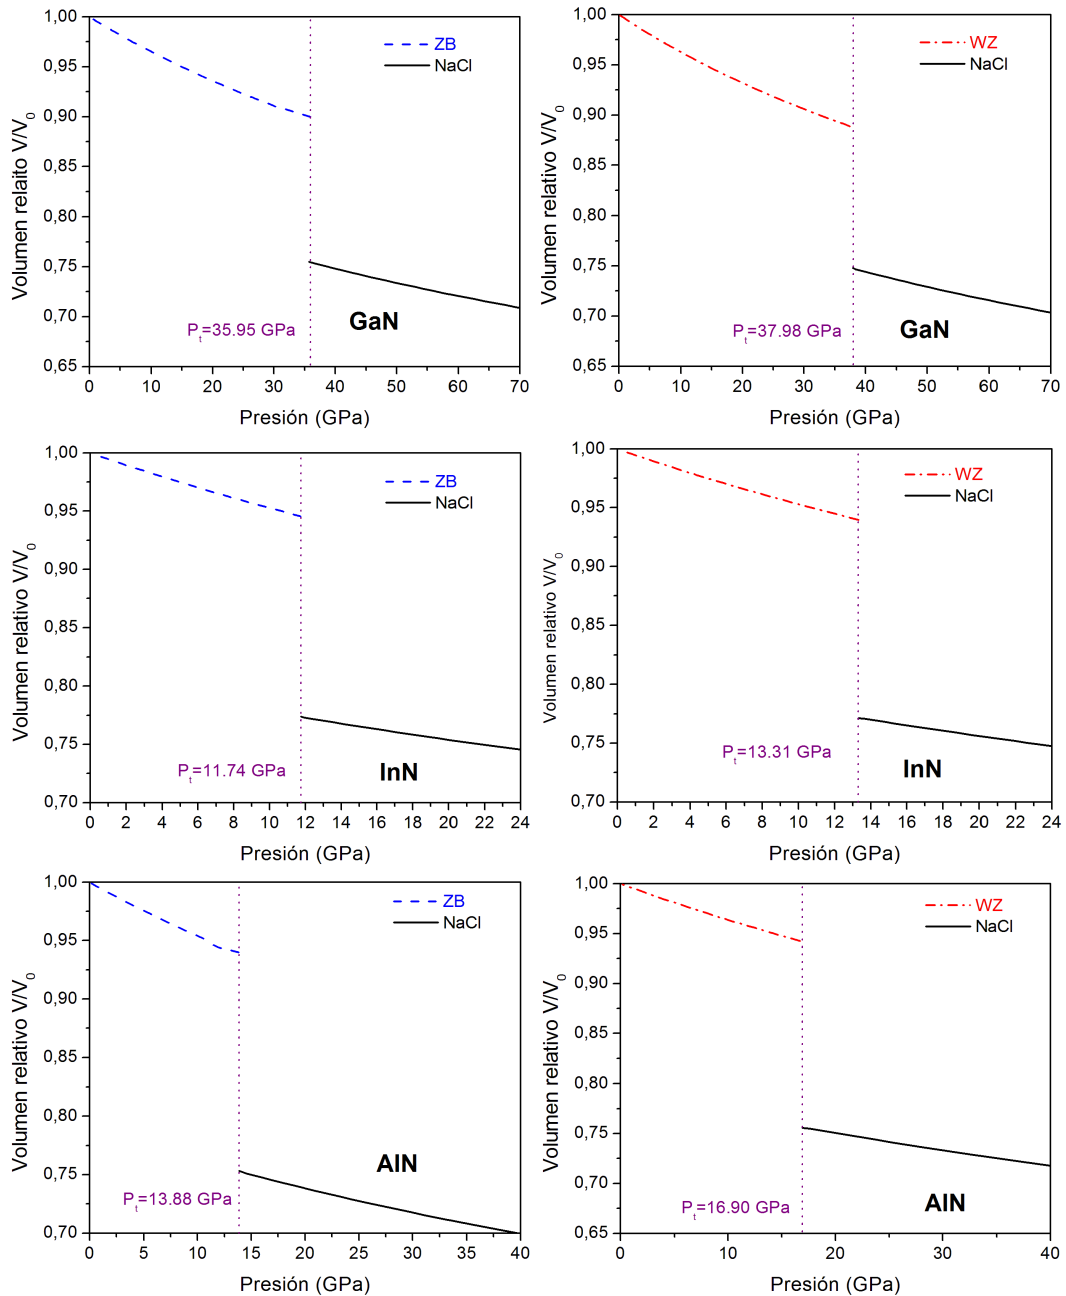 1,00
0,95
0,90
0,85
0,80
0,75
0,70
0,65
0 10 20 30 40 50 60 70
Volumen relaito V/V0
Presión (GPa)
ZB
NaCl
Pt=35.95 GPa
GaN
1,00
0,95
0,90
0,85
0,80
0,75
0,70
0,65
0 10 20 30 40 50 60 70
Volumen relativo V/V0
Presión (GPa)
WZ
NaCl
Pt=37.98 GPa
GaN
1,00
0,95
0,90
0,85
0,80
0,75
0,70
0 2 4 6 8 10 12 14 16 18 20 22 24
Volumen relativo V/V0
Presión (GPa)
ZB
NaCl
Pt=11.74 GPa
InN
1,00
0,95
0,90
0,85
0,80
0,75
0,70
0 2 4 6 8 10 12 14 16 18 20 22 24
Volumen relativo V/V0
Presión (GPa)
WZ
NaCl
Pt=13.31 GPa
InN
1,00
0,95
0,90
0,85
0,80
0,75
0,70
0 5 10 15 20 25 30 35 40
Volumen relativo V/V0
Presión (GPa)
ZB
NaCl
Pt=13.88 GPa
AlN
1,00
0,95
0,90
0,85
0,80
0,75
0,70
0,65
0 10 20 30 40
Volumen relativo V/V0
Presión (GPa)
WZ
NaCl
Pt=16.90 GPa
AlN